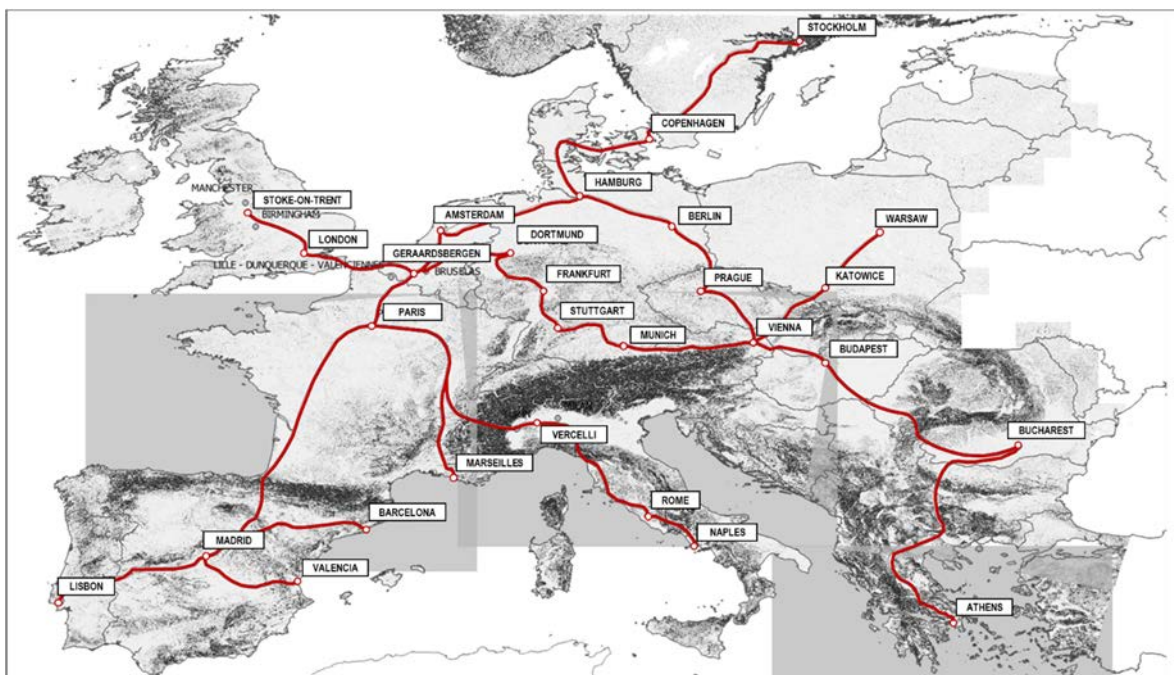 STOCKHOLM
COPENHAGEN
HAMBURG
MANCHESTER
STOKE-ON-TRENT
BIRMINGHAM
AMSTERDAM
BERLIN
WARSAW
LONDON
DORTMUND
GERAARDSBERGEN
LILLE - DUNQUERQUE - VALENCIENNE
BRUSELAS
FRANKFURT
PRAGUE
KATOWICE
PARIS
STUTTGART
MUNICH
VIENNA
BUDAPEST
BUCHAREST
VERCELLI
MARSEILLES
ROME
BARCELONA
NAPLES
MADRID
VALENCIA
LISBON
ATHENS